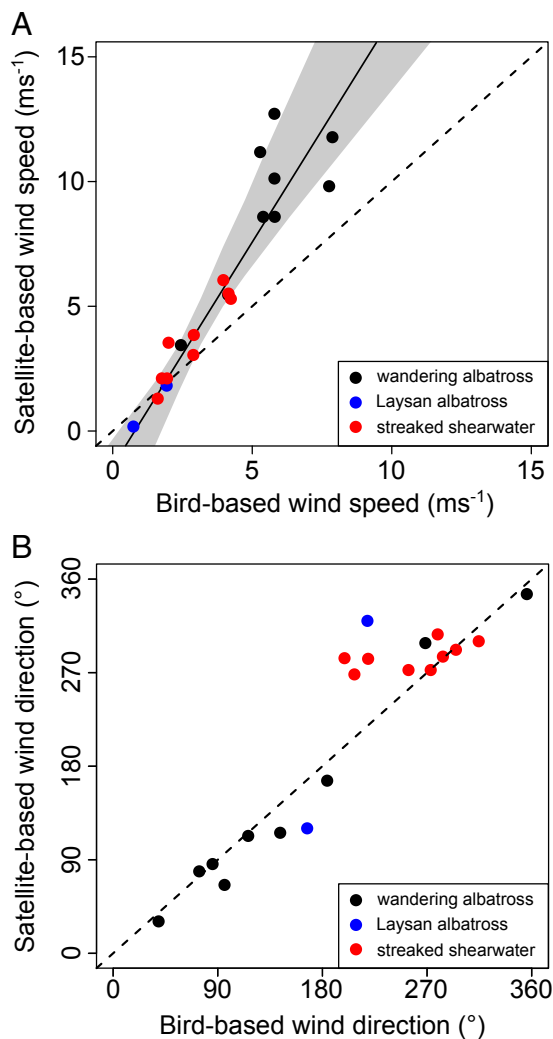 A
Satellite-based wind speed (ms⁻¹)
15
10
5
0
wandering albatross
Laysan albatross
streaked shearwater
0 5 10 15
Bird-based wind speed (ms⁻¹)
B
Satellite-based wind direction (°)
360
270
180
90
0
wandering albatross
Laysan albatross
streaked shearwater
0 90 180 270 360
Bird-based wind direction (°)